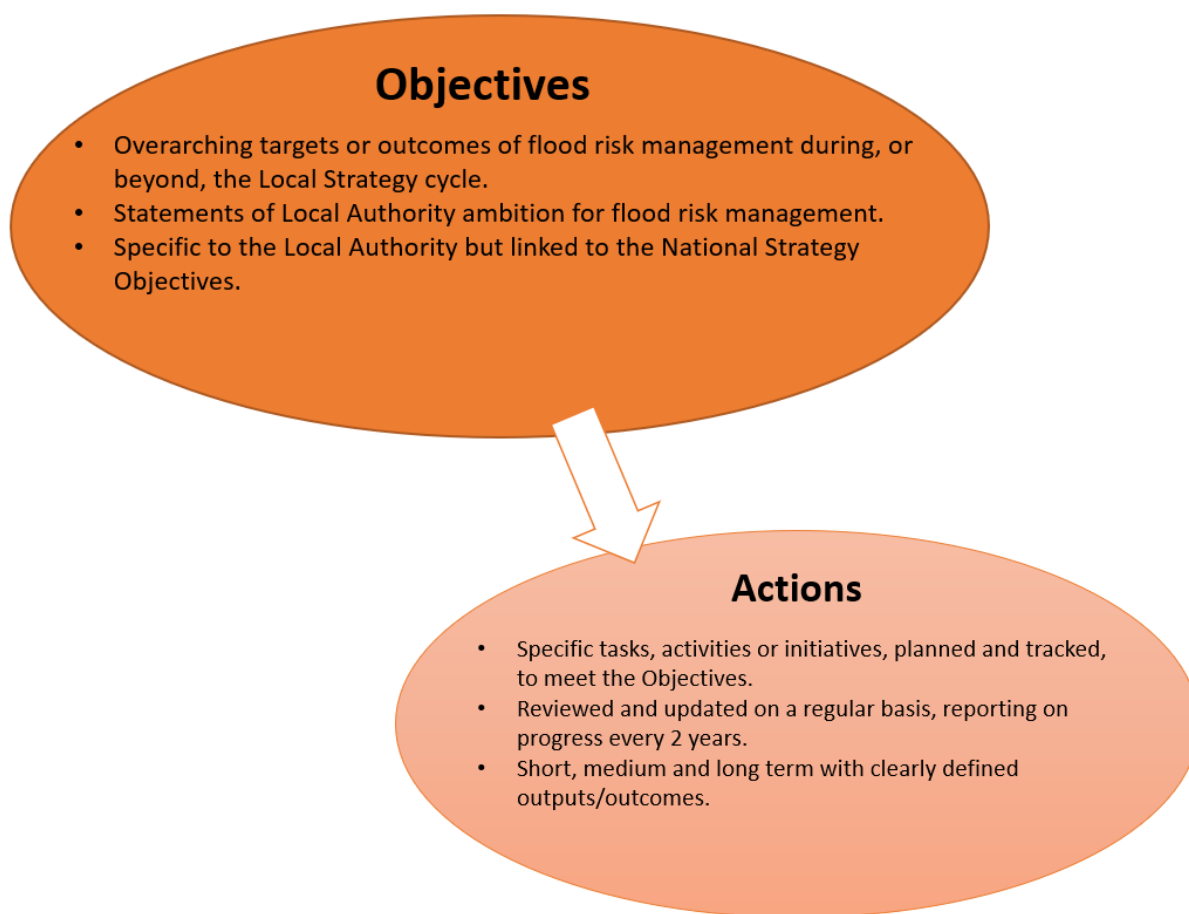 Objectives
• Overarching targets or outcomes of flood risk management during, or
beyond, the Local Strategy cycle.
• Statements of Local Authority ambition for flood risk management.
• Specific to the Local Authority but linked to the National Strategy
Objectives.
Actions
• Specific tasks, activities or initiatives, planned and tracked,
to meet the Objectives.
• Reviewed and updated on a regular basis, reporting on
progress every 2 years.
• Short, medium and long term with clearly defined
outputs/outcomes.